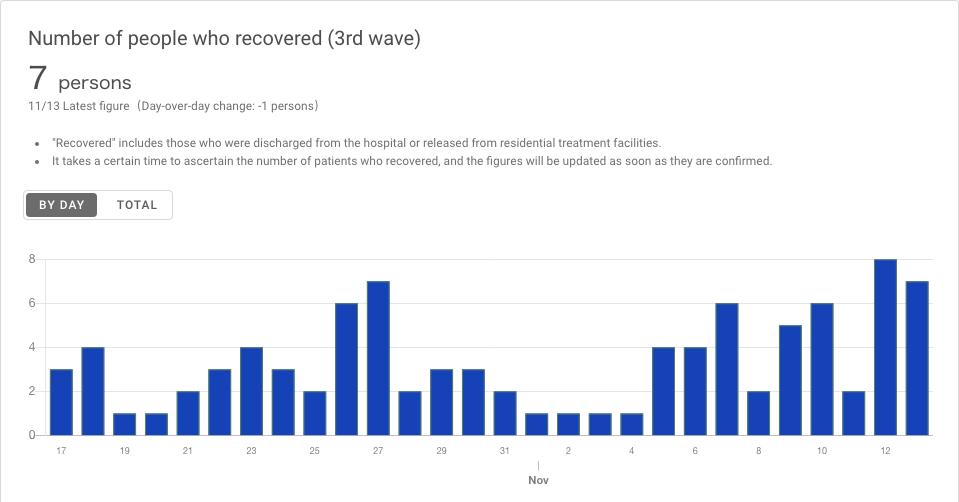 Number of people who recovered (3rd wave)
7 persons
11/13 Latest figure (Day-over-day change: -1 persons)
• "Recovered" includes those who were discharged from the hospital or released from residential treatment facilities.
• It takes a certain time to ascertain the number of patients who recovered, and the figures will be updated as soon as they are confirmed.
BY DAY TOTAL
8
6
4
2
0
17 19 21 23 25 27 29 31 2 4 6 8 10 12
Nov